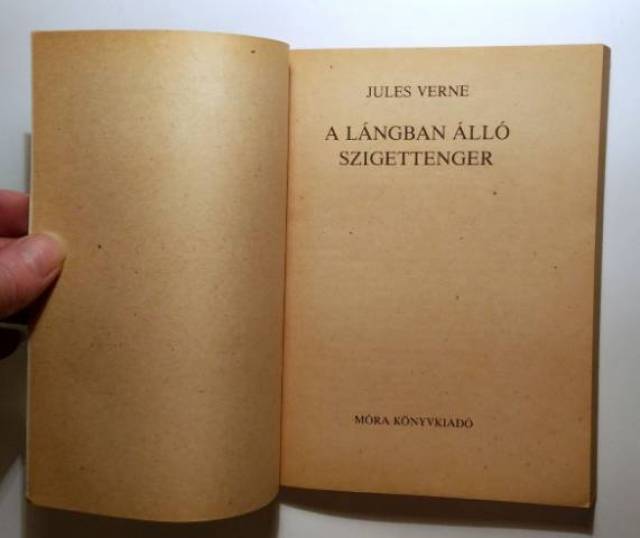 JULES VERNE
A LÁNGBAN ÁLLÓ
SZIGETTENGER
MÓRA KÖNYVKIADÓ